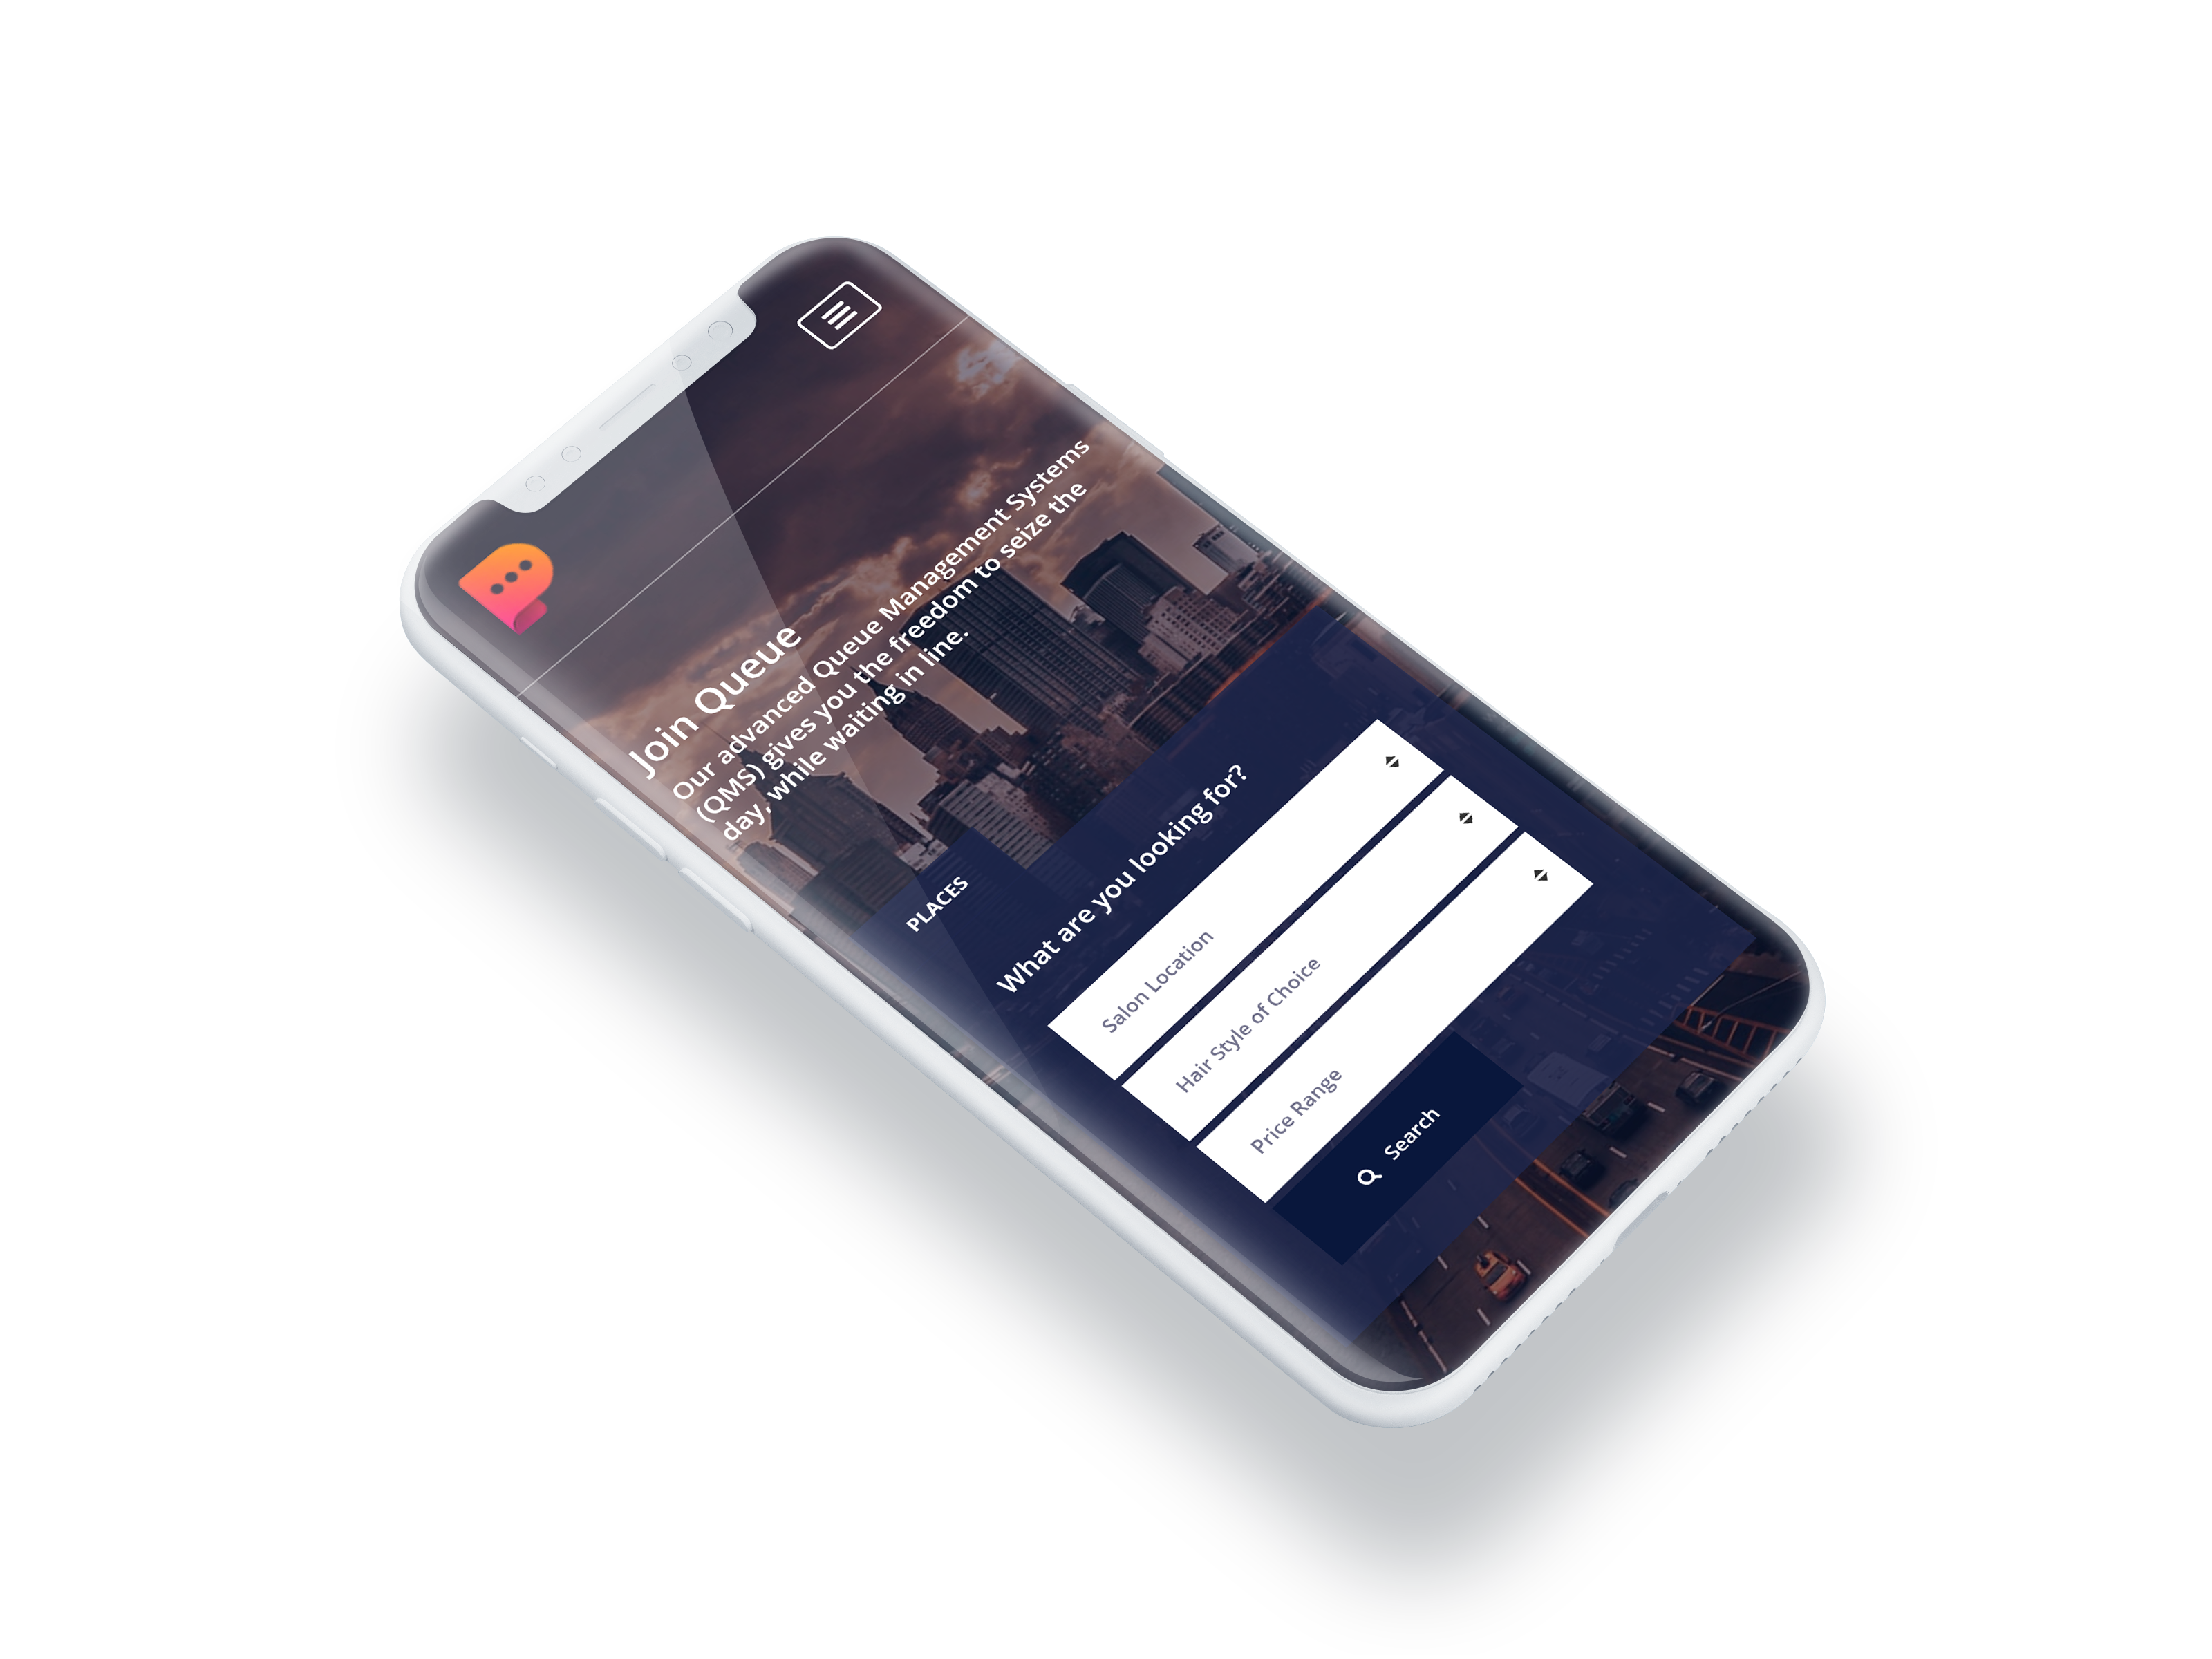 Join Queue
Our advanced Queue Management Systems
(QMS) gives you the freedom to seize the
day, while waiting in line.
PLACES
What are you looking for?
Salon Location
Hair Style of Choice
Price Range
Search